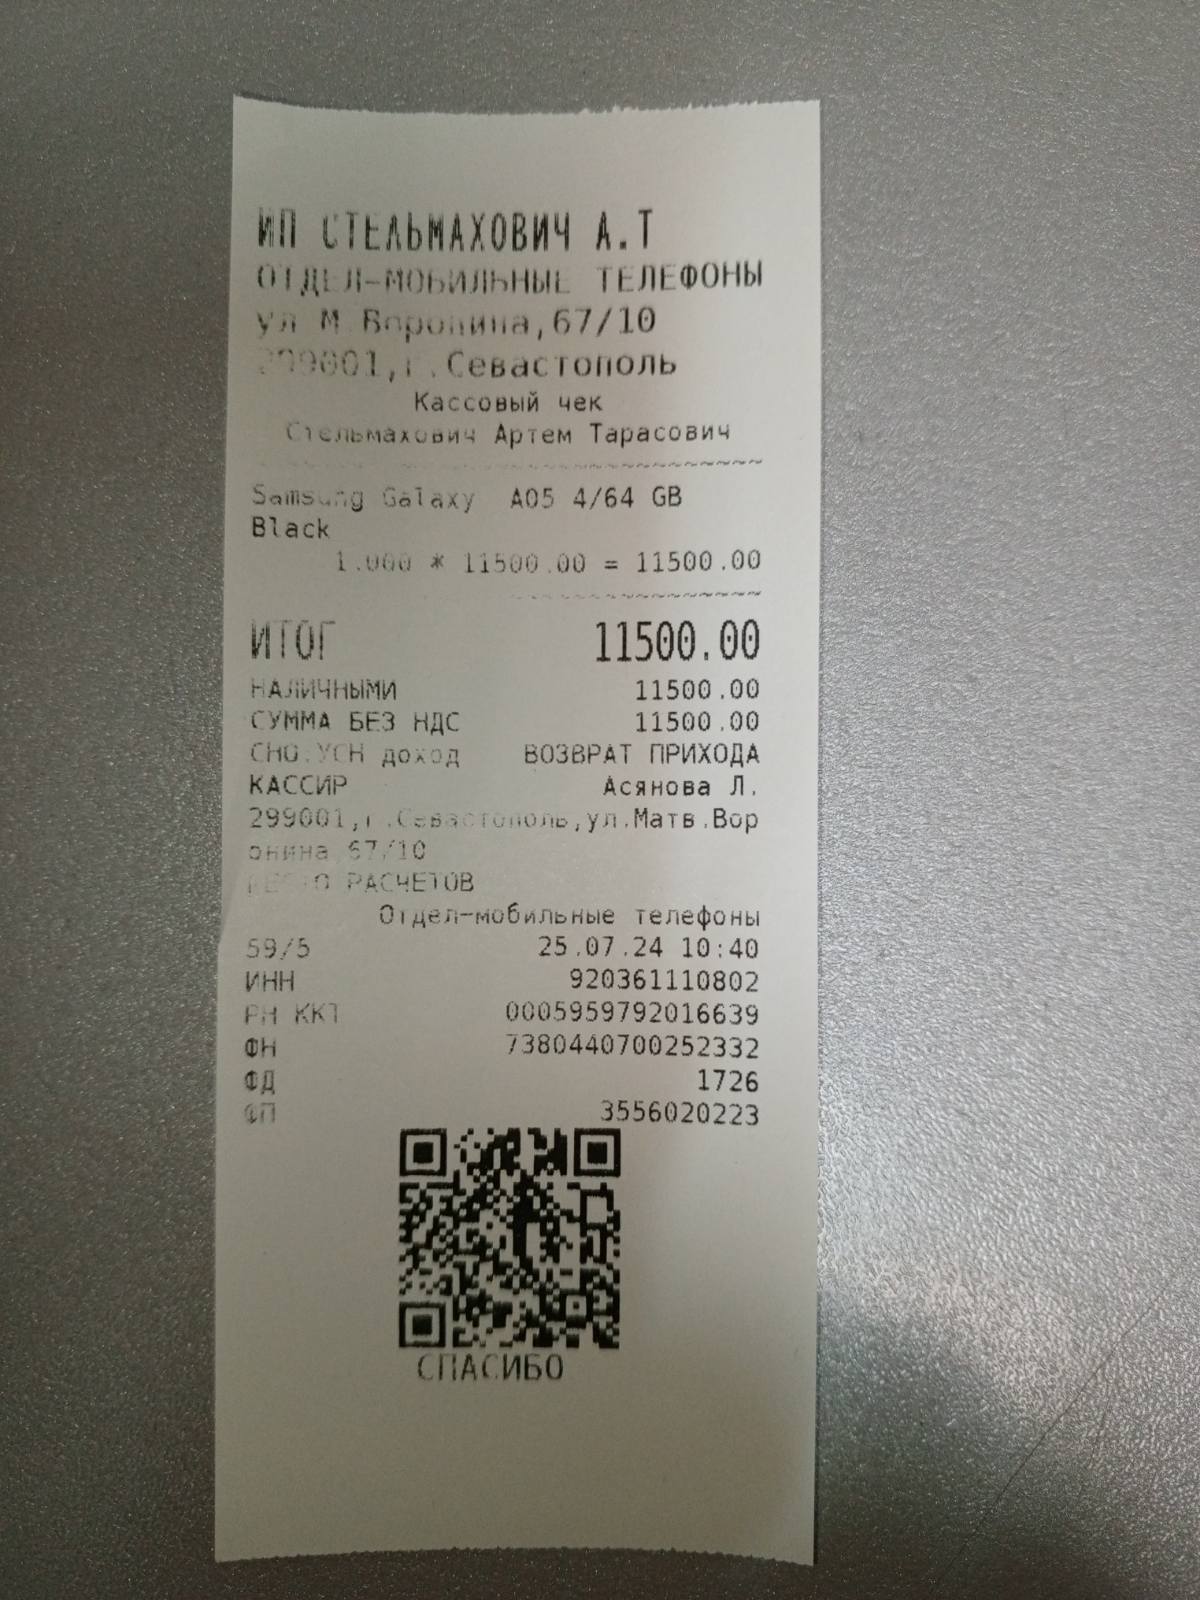 ИП СТЕЛЬМАХОВИЧ А.Т
ОТДЕЛ-МОБИЛЬНЫЕ ТЕЛЕФОНЫ
ул М.Воронина,67/10
299001,г.Севастополь
Кассовый чек
Стельмахович Артем Тарасович
Samsung Galaxy A05 4/64 GB
Black
1.000 * 11500.00 = 11500.00
ИТОГ 11500.00
НАЛИЧНЫМИ 11500.00
СУММА БЕЗ НДС 11500.00
СНО:УСН доход ВОЗВРАТ ПРИХОДА
КАССИР Асянова Л.
299001,г.Севастополь,ул.Матв.Вор
онина,67/10
МЕСТО РАСЧЕТОВ
Отдел-мобильные телефоны
59/5 25.07.24 10:40
ИНН 920361110802
РН ККТ 0005959792016639
ФН 7380440700252332
ФД 1726
ФП 3556020223
СПАСИБО